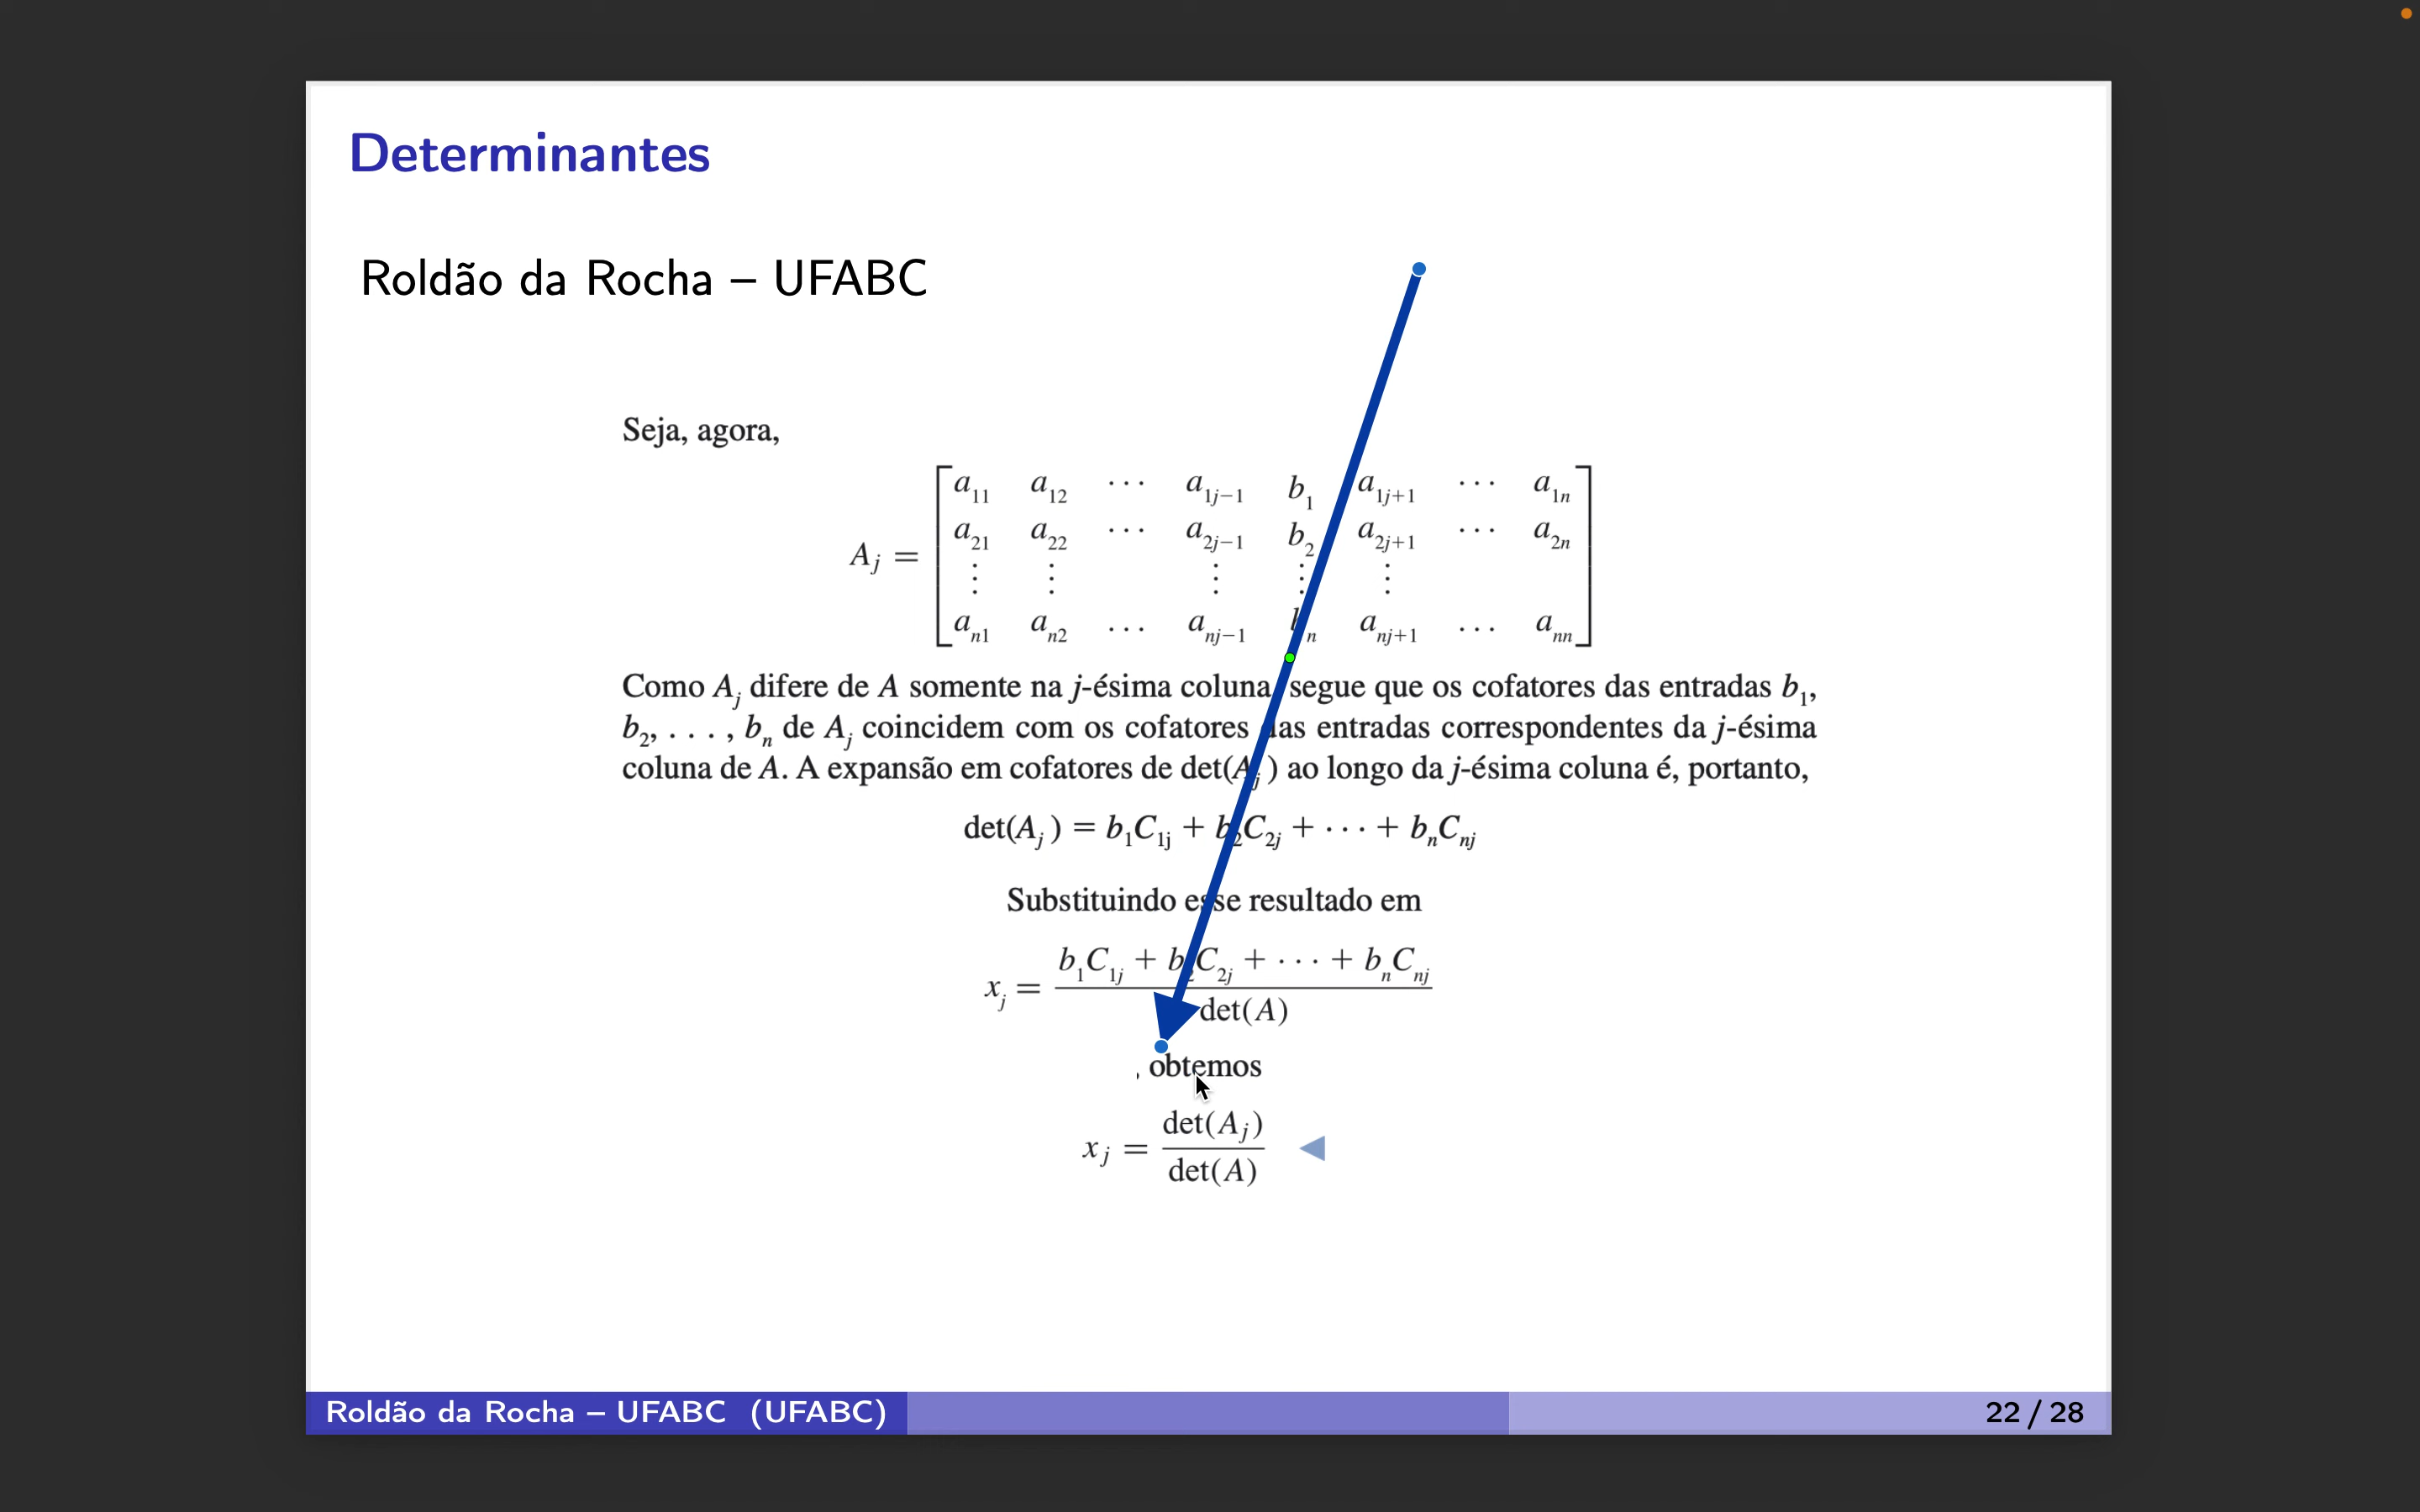 Determinantes
Roldão da Rocha – UFABC
Seja, agora,
A_j = [ a_11 a_12 ··· a_1j−1 b_1 a_1j+1 ··· a_1n
a_21 a_22 ··· a_2j−1 b_2 a_2j+1 ··· a_2n
⋮ ⋮ ⋮ ⋮ ⋮
a_n1 a_n2 ··· a_nj−1 b_n a_nj+1 ··· a_nn ]
Como A_j difere de A somente na j-ésima coluna, segue que os cofatores das entradas b_1,
b_2, . . . , b_n de A_j coincidem com os cofatores das entradas correspondentes da j-ésima
coluna de A. A expansão em cofatores de det(A_j) ao longo da j-ésima coluna é, portanto,
det(A_j) = b_1C_1j + b_2C_2j + ··· + b_nC_nj
Substituindo esse resultado em
x_j = (b_1C_1j + b_2C_2j + ··· + b_nC_nj) / det(A)
, obtemos
x_j = det(A_j) / det(A) ◀
Roldão da Rocha – UFABC (UFABC) 22 / 28